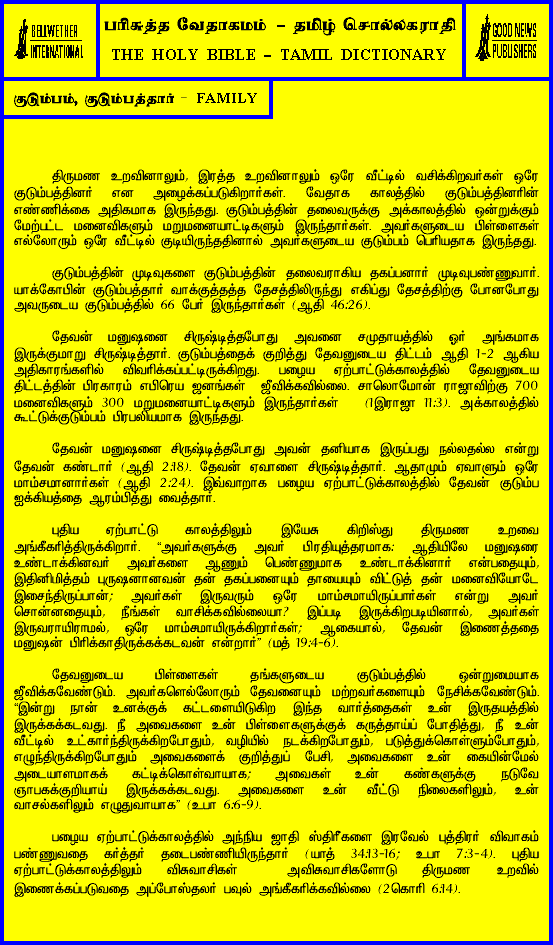 BELLWETHER
INTERNATIONAL
பரிசுத்த வேதாகமம் – தமிழ் சொல்லகராதி
THE HOLY BIBLE – TAMIL DICTIONARY
GOOD NEWS
PUBLISHERS
குடும்பம், குடும்பத்தார் – FAMILY
திருமண உறவினாலும், இரத்த உறவினாலும் ஒரே வீட்டில் வசிக்கிறவர்கள் ஒரே
குடும்பத்தினர் என அழைக்கப்படுகிறார்கள். வேதாக காலத்தில் குடும்பத்தினரின்
எண்ணிக்கை அதிகமாக இருந்தது. குடும்பத்தின் தலைவருக்கு அக்காலத்தில் ஒன்றுக்கும்
மேற்பட்ட மனைவிகளும் மறுமனையாட்டிகளும் இருந்தார்கள். அவர்களுடைய பிள்ளைகள்
எல்லோரும் ஒரே வீட்டில் குடியிருந்ததினால் அவர்களுடைய குடும்பம் பெரியதாக இருந்தது.
குடும்பத்தின் முடிவுகளை குடும்பத்தின் தலைவராகிய தகப்பனார் முடிவுபண்ணுவார்.
யாக்கோபின் குடும்பத்தார் வாக்குத்தத்த தேசத்திலிருந்து எகிப்து தேசத்திற்கு போனபோது
அவருடைய குடும்பத்தில் 66 பேர் இருந்தார்கள் (ஆதி 46:26).
தேவன் மனுஷனை சிருஷ்டித்தபோது அவனை சமுதாயத்தில் ஓர் அங்கமாக
இருக்குமாறு சிருஷ்டித்தார். குடும்பத்தைக் குறித்து தேவனுடைய திட்டம் ஆதி 1-2 ஆகிய
அதிகாரங்களில் விவரிக்கப்பட்டிருக்கிறது. பழைய ஏற்பாட்டுக்காலத்தில் தேவனுடைய
திட்டத்தின் பிரகாரம் எபிரெய ஜனங்கள் ஜீவிக்கவில்லை. சாலொமோன் ராஜாவிற்கு 700
மனைவிகளும் 300 மறுமனையாட்டிகளும் இருந்தார்கள் (1இராஜா 11:3). அக்காலத்தில்
கூட்டுக்குடும்பம் பிரபலியமாக இருந்தது.
தேவன் மனுஷனை சிருஷ்டித்தபோது அவன் தனியாக இருப்பது நல்லதல்ல என்று
தேவன் கண்டார் (ஆதி 2:18). தேவன் ஏவாளை சிருஷ்டித்தார். ஆதாமும் ஏவாளும் ஒரே
மாம்சமானார்கள் (ஆதி 2:24). இவ்வாறாக பழைய ஏற்பாட்டுக்காலத்தில் தேவன் குடும்ப
ஐக்கியத்தை ஆரம்பித்து வைத்தார்.
புதிய ஏற்பாட்டு காலத்திலும் இயேசு கிறிஸ்து திருமண உறவை
அங்கீகரித்திருக்கிறார். “அவர்களுக்கு அவர் பிரதியுத்தரமாக: ஆதியிலே மனுஷரை
உண்டாக்கினவர் அவர்களை ஆணும் பெண்ணுமாக உண்டாக்கினார் என்பதையும்,
இதினிமித்தம் புருஷனானவன் தன் தகப்பனையும் தாயையும் விட்டுத் தன் மனைவியோடே
இசைந்திருப்பான்; அவர்கள் இருவரும் ஒரே மாம்சமாயிருப்பார்கள் என்று அவர்
சொன்னதையும், நீங்கள் வாசிக்கவில்லையா? இப்படி இருக்கிறபடியினால், அவர்கள்
இருவராயிராமல், ஒரே மாம்சமாயிருக்கிறார்கள்; ஆகையால், தேவன் இணைத்ததை
மனுஷன் பிரிக்காதிருக்கக்கடவன் என்றார்” (மத் 19:4-6).
தேவனுடைய பிள்ளைகள் தங்களுடைய குடும்பத்தில் ஒன்றுமையாக
ஜீவிக்கவேண்டும். அவர்களெல்லோரும் தேவனையும் மற்றவர்களையும் நேசிக்கவேண்டும்.
“இன்று நான் உனக்குக் கட்டளையிடுகிற இந்த வார்த்தைகள் உன் இருதயத்தில்
இருக்கக்கடவது. நீ அவைகளை உன் பிள்ளைகளுக்குக் கருத்தாய்ப் போதித்து, நீ உன்
வீட்டில் உட்கார்ந்திருக்கிறபோதும், வழியில் நடக்கிறபோதும், படுத்துக்கொள்ளும்போதும்,
எழுந்திருக்கிறபோதும் அவைகளைக் குறித்துப் பேசி, அவைகளை உன் கையின்மேல்
அடையாளமாகக் கட்டிக்கொள்வாயாக; அவைகள் உன் கண்களுக்கு நடுவே
ஞாபகக்குறியாய் இருக்கக்கடவது. அவைகளை உன் வீட்டு நிலைகளிலும், உன்
வாசல்களிலும் எழுதுவாயாக” (உபா 6:6-9).
பழைய ஏற்பாட்டுக்காலத்தில் அந்நிய ஜாதி ஸ்திரீகளை இரவேல் புத்திரர் விவாகம்
பண்ணுவதை கர்த்தர் தடைபண்ணியிருந்தார் (யாத் 34:13-16; உபா 7:3-4). புதிய
ஏற்பாட்டுக்காலத்திலும் விசுவாசிகள் அவிசுவாசிகளோடு திருமண உறவில்
இணைக்கப்படுவதை அப்போஸ்தலர் பவுல் அங்கீகரிக்கவில்லை (2கொரி 6:14).